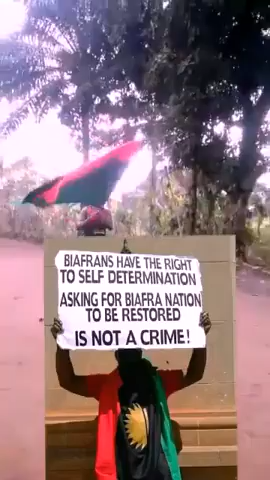 BIAFRANS HAVE THE RIGHT
TO SELF DETERMINATION
ASKING FOR BIAFRA NATION
TO BE RESTORED
IS NOT A CRIME!